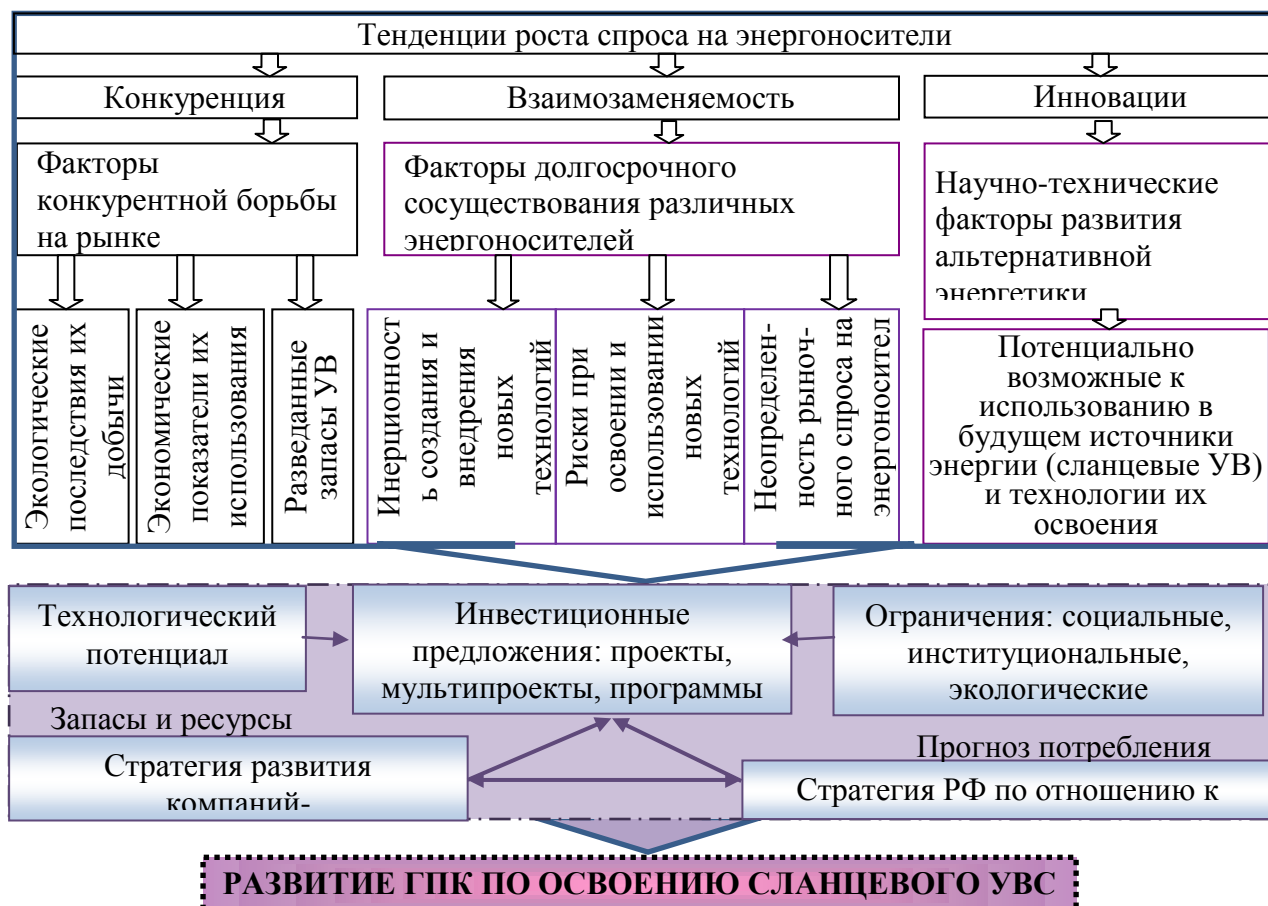 Тенденции роста спроса на энергоносители
Конкуренция
Взаимозаменяемость
Инновации
Факторы
конкурентной борьбы
на рынке
Факторы долгосрочного
сосуществования различных
энергоносителей
Научно-технические
факторы развития
альтернативной
энергетики
Экологические
последствия их
добычи
Экономические
показатели их
использования
Разведанные
запасы УВ
Инерционност
ь создания и
внедрения
новых
технологий
Риски при
освоении и
использовании
новых
технологий
Неопределен-
ность рыноч-
ного спроса на
энергоносител
Потенциально
возможные к
использованию в
будущем источники
энергии (сланцевые УВ)
и технологии их
освоения
Технологический
потенциал
Инвестиционные
предложения: проекты,
мультипроекты, программы
Ограничения: социальные,
институциональные,
экологические
Запасы и ресурсы
Прогноз потребления
Стратегия развития
компаний-
Стратегия РФ по отношению к
РАЗВИТИЕ ГПК ПО ОСВОЕНИЮ СЛАНЦЕВОГО УВС